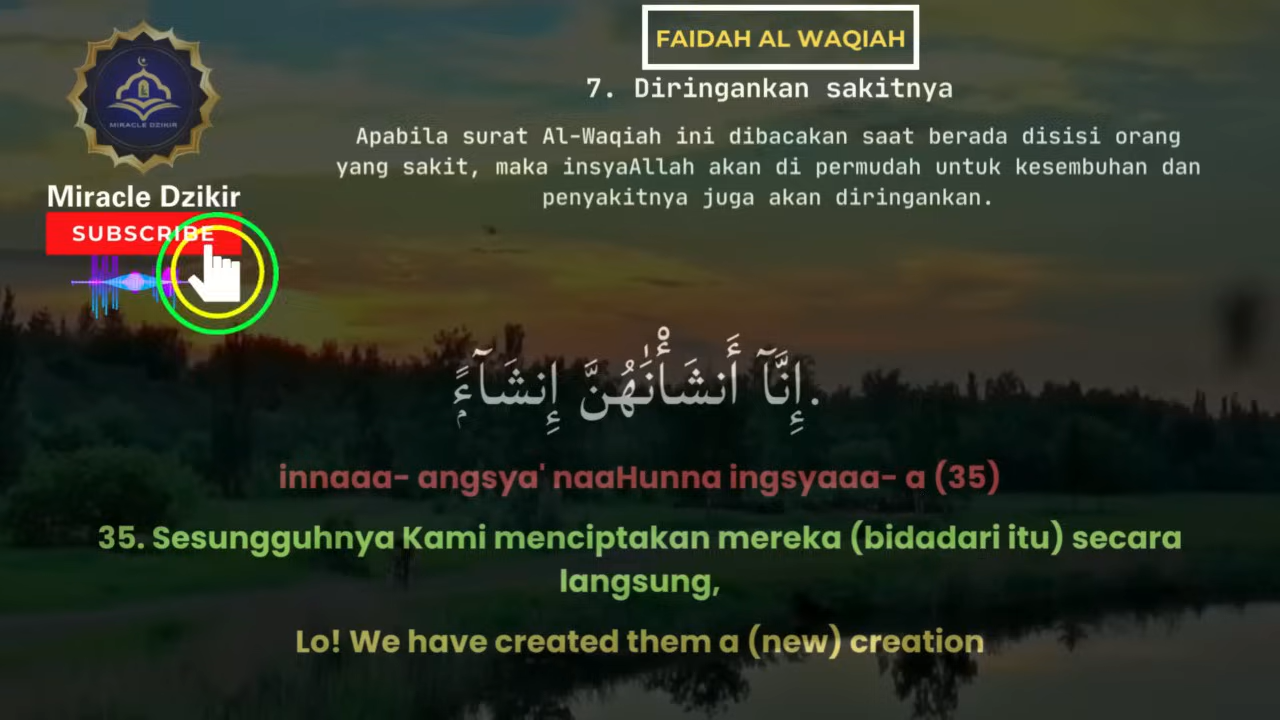 FAIDAH AL WAQIAH
7. Diringankan sakitnya
Apabila surat Al-Waqiah ini dibacakan saat berada disisi orang
yang sakit, maka insyaAllah akan di permudah untuk kesembuhan dan
penyakitnya juga akan diringankan.
MIRACLE DZIKIR
Miracle Dzikir
SUBSCRIBE
إِنَّآ أَنشَأْنَٰهُنَّ إِنشَآءًۭ.
innaaa- angsya' naaHunna ingsyaaa- a (35)
35. Sesungguhnya Kami menciptakan mereka (bidadari itu) secara
langsung,
Lo! We have created them a (new) creation